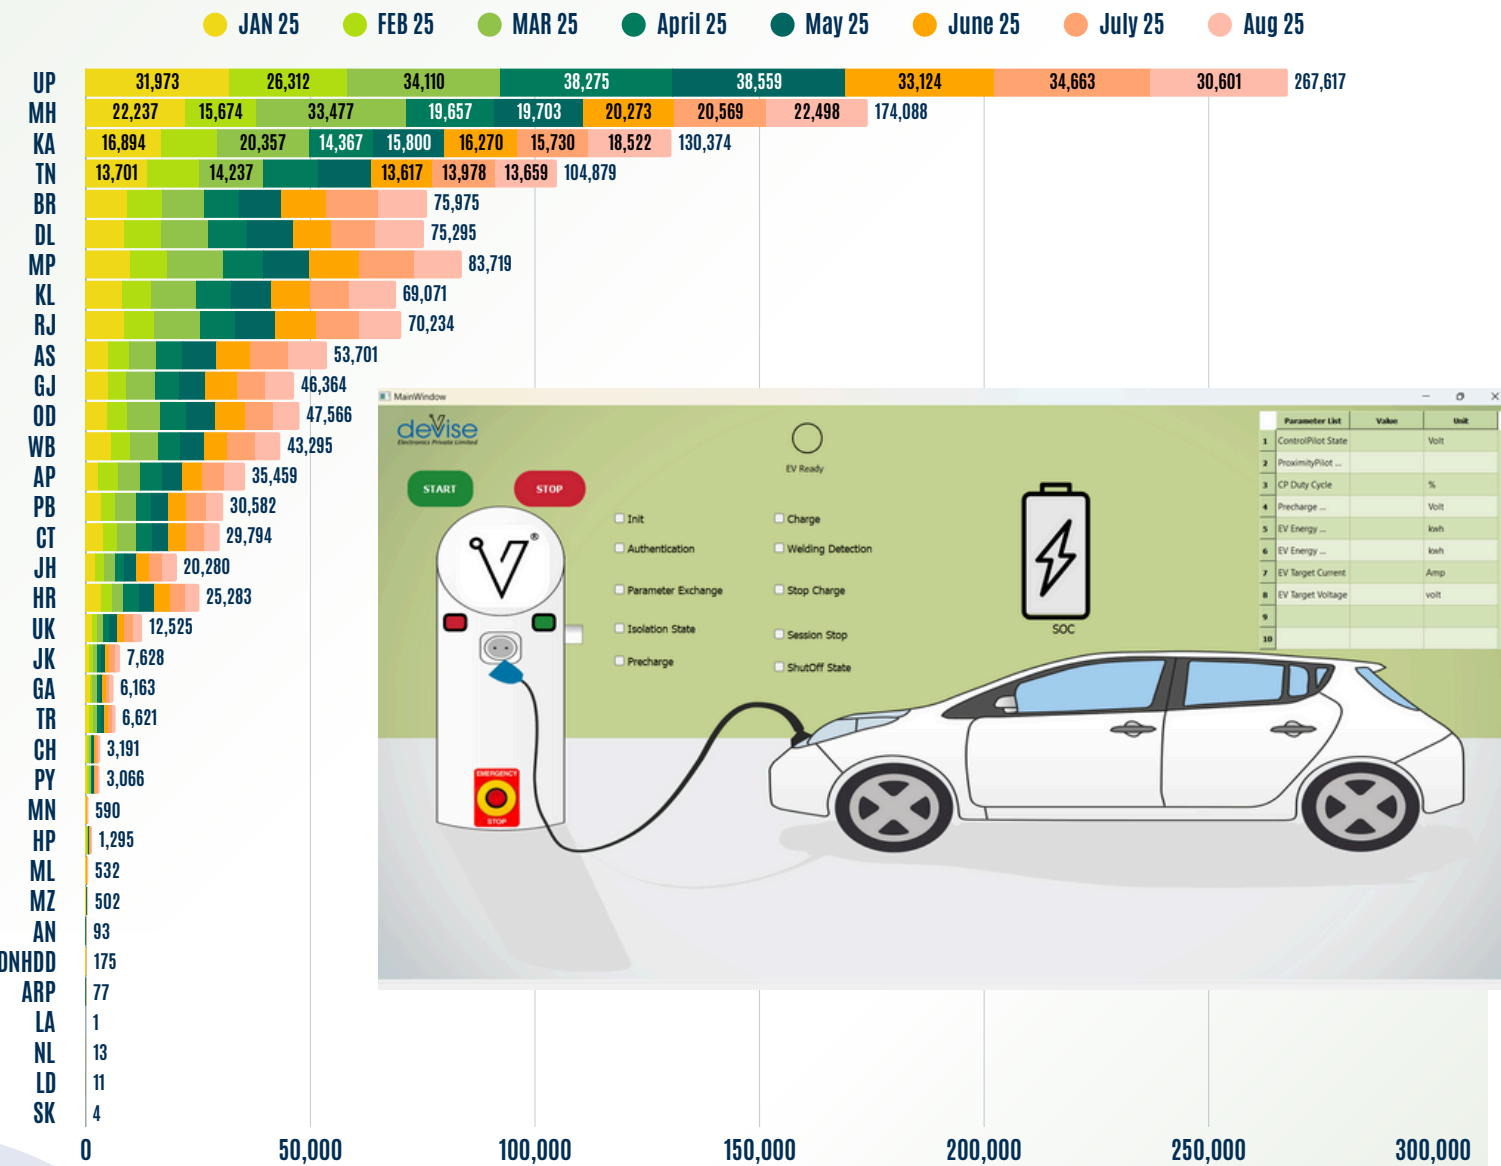 JAN 25 FEB 25 MAR 25 April 25 May 25 June 25 July 25 Aug 25
UP 31,973 26,312 34,110 38,275 38,559 33,124 34,663 30,601 267,617
MH 22,237 15,674 33,477 19,657 19,703 20,273 20,569 22,498 174,088
KA 16,894 20,357 14,367 15,800 16,270 15,730 18,522 130,374
TN 13,701 14,237 13,617 13,978 13,659 104,879
BR 75,975
DL 75,295
MP 83,719
KL 69,071
RJ 70,234
AS 53,701
GJ 46,364
OD 47,566
WB 43,295
AP 35,459
PB 30,582
CT 29,794
JH 20,280
HR 25,283
UK 12,525
JK 7,628
GA 6,163
TR 6,621
CH 3,191
PY 3,066
MN 590
HP 1,295
ML 532
MZ 502
AN 93
DNHDD 175
ARP 77
LA 1
NL 13
LD 11
SK 4
0 50,000 100,000 150,000 200,000 250,000 300,000
MainWindow
deVise
Electronics Private Limited
START STOP
EV Ready
Init
Authentication
Parameter Exchange
Isolation State
Precharge
Charge
Welding Detection
Stop Charge
Session Stop
ShutOff State
SOC
V®
EMERGENCY
STOP
Parameter List Value Unit
1 ControlPilot State Volt
2 ProximityPilot ...
3 CP Duty Cycle %
4 Precharge ... Volt
5 EV Energy ... kwh
6 EV Energy ... kwh
7 EV Target Current Amp
8 EV Target Voltage volt
9
10